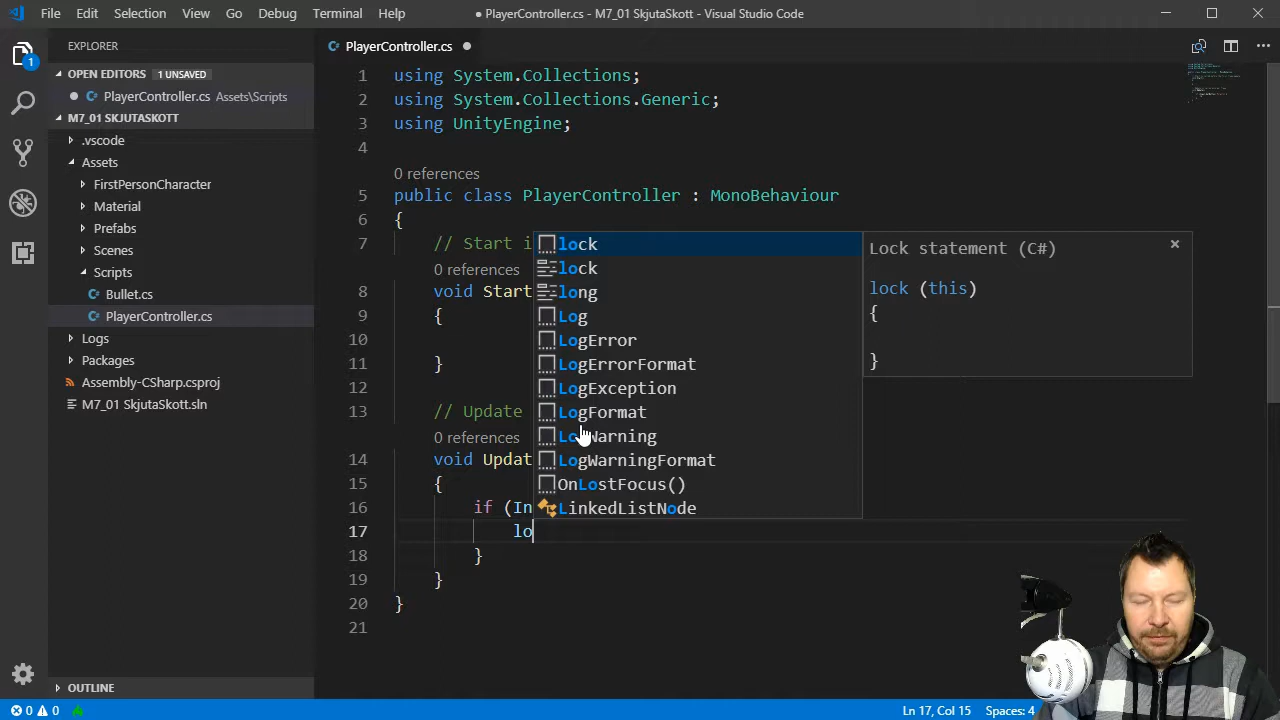 File Edit Selection View Go Debug Terminal Help
● PlayerController.cs - M7_01 SkjutaSkott - Visual Studio Code
EXPLORER
OPEN EDITORS 1 UNSAVED
PlayerController.cs Assets\Scripts
M7_01 SKJUTASKOTT
.vscode
Assets
FirstPersonCharacter
Material
Prefabs
Scenes
Scripts
Bullet.cs
PlayerController.cs
Logs
Packages
Assembly-CSharp.csproj
M7_01 SkjutaSkott.sln
OUTLINE
1
PlayerController.cs
1 using System.Collections;
2 using System.Collections.Generic;
3 using UnityEngine;
4
0 references
5 public class PlayerController : MonoBehaviour
6 {
7 // Start i
0 references
8 void Start
9 {
10
11 }
12
13 // Update
0 references
14 void Updat
15 {
16 if (In
17 lo
18 }
19 }
20 }
21
lock
lock
long
Log
LogError
LogErrorFormat
LogException
LogFormat
LogWarning
LogWarningFormat
OnLostFocus()
LinkedListNode
Lock statement (C#)
lock (this)
{
}
0 0
Ln 17, Col 15 Spaces: 4